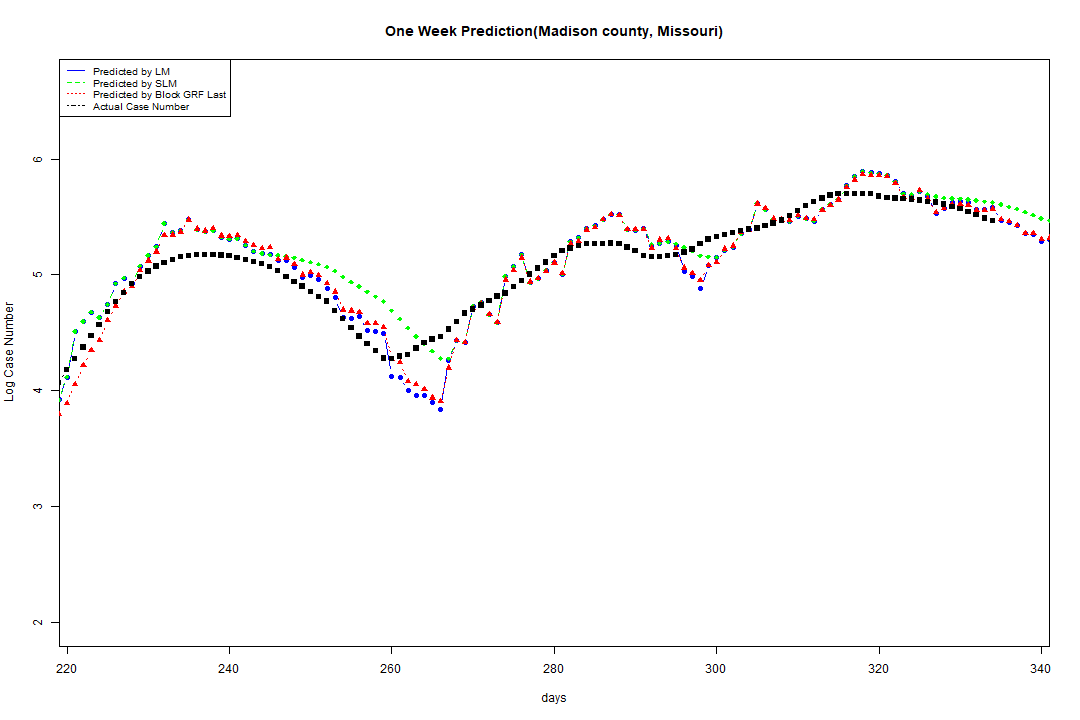 One Week Prediction(Madison county, Missouri)
Predicted by LM
Predicted by SLM
Predicted by Block GRF Last
Actual Case Number
6
5
4
3
2
Log Case Number
220 240 260 280 300 320 340
days